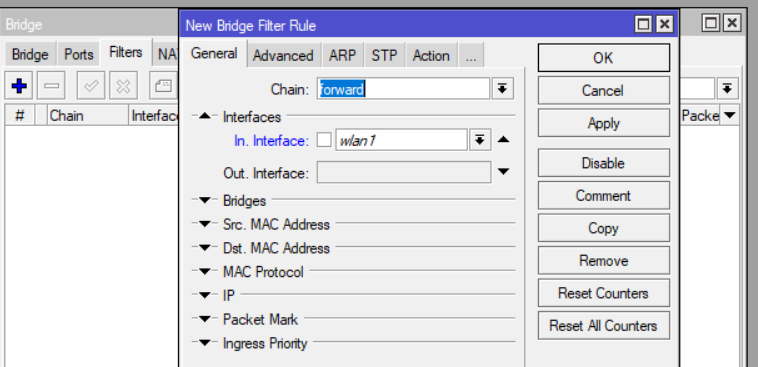 Bridge
Bridge Ports Filters NA
# Chain Interfac Packe
New Bridge Filter Rule
General Advanced ARP STP Action ...
Chain: forward
Interfaces
In. Interface: wlan1
Out. Interface:
Bridges
Src. MAC Address
Dst. MAC Address
MAC Protocol
IP
Packet Mark
Ingress Priority
OK
Cancel
Apply
Disable
Comment
Copy
Remove
Reset Counters
Reset All Counters